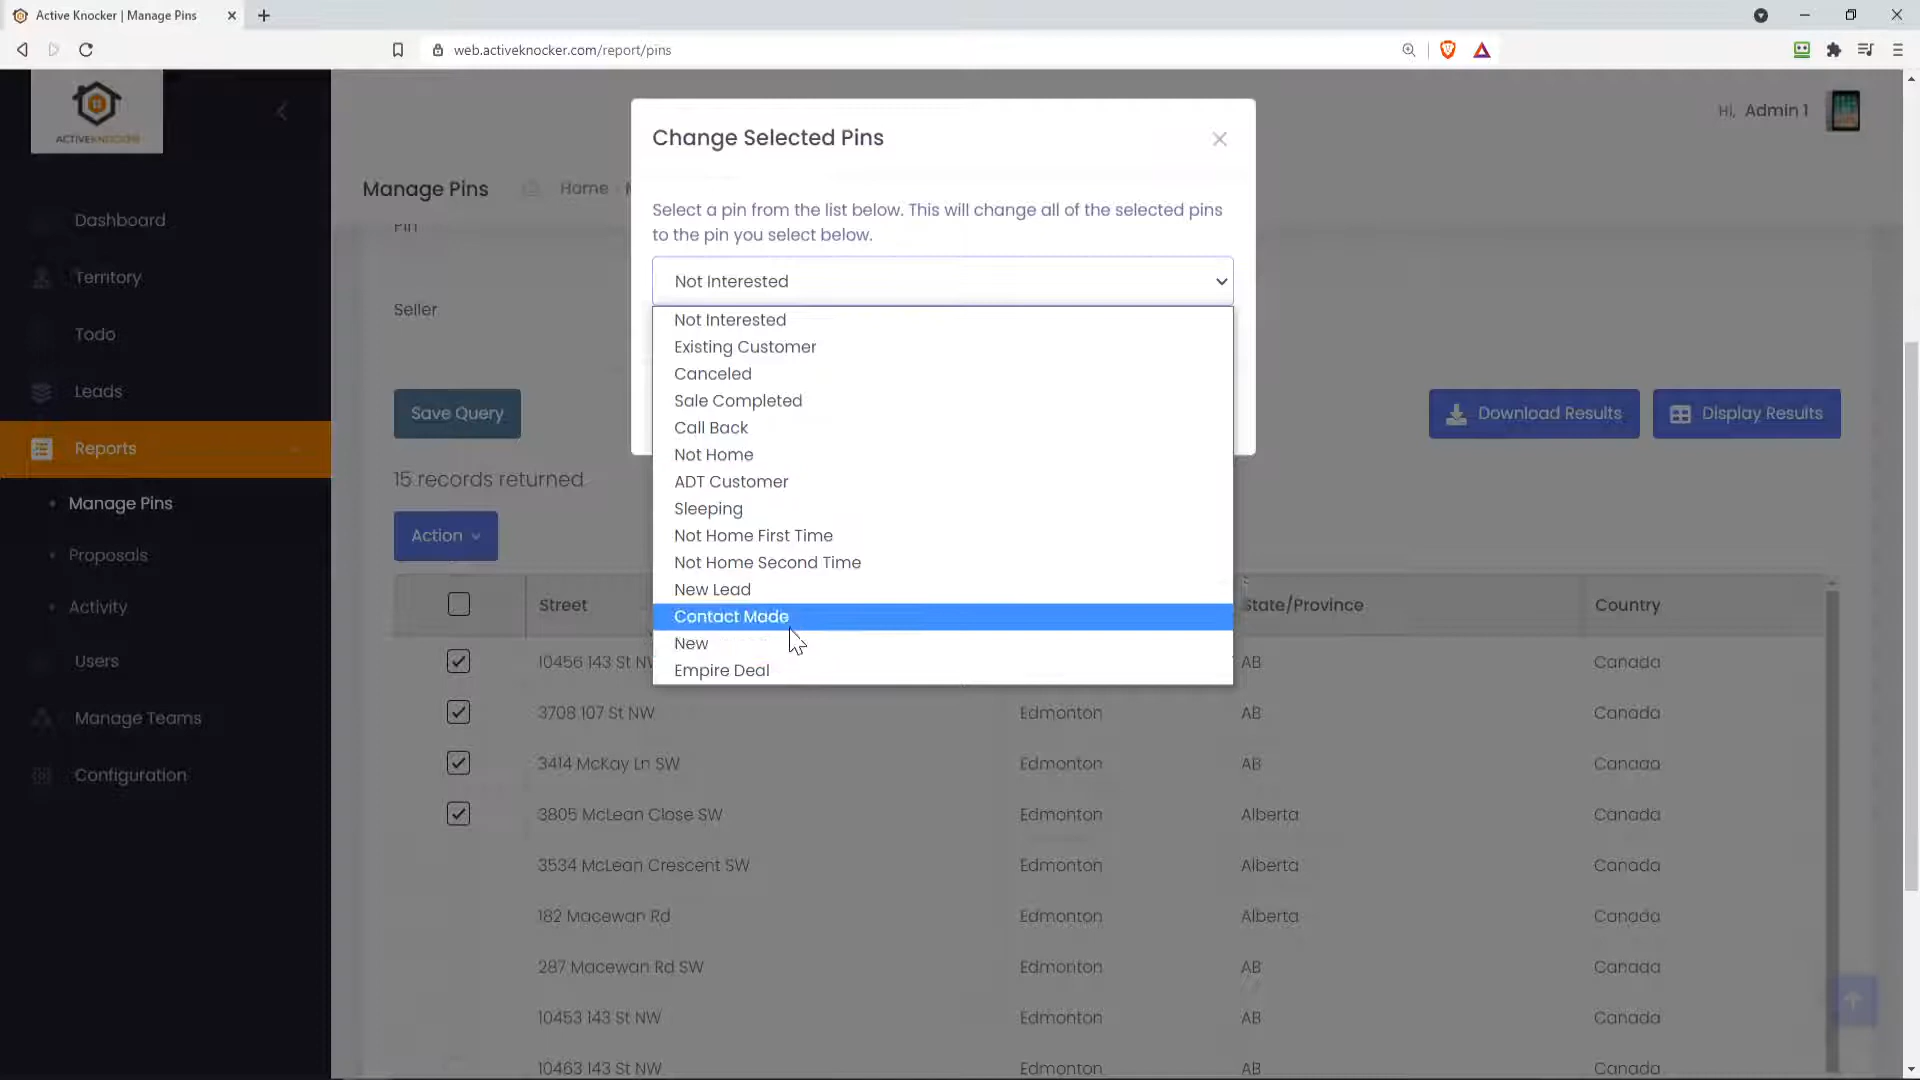 Active Knocker | Manage Pins
web.activeknocker.com/report/pins
ACTIVEKNOCKER
Hi, Admin 1
Manage Pins
Home
Dashboard
Territory
Todo
Leads
Reports
Manage Pins
Proposals
Activity
Users
Manage Teams
Configuration
Change Selected Pins
Select a pin from the list below. This will change all of the selected pins
to the pin you select below.
Not Interested
Not Interested
Existing Customer
Canceled
Sale Completed
Call Back
Not Home
ADT Customer
Sleeping
Not Home First Time
Not Home Second Time
New Lead
Contact Made
New
Empire Deal
Pin
Seller
Save Query
Download Results
Display Results
15 records returned
Action
Street State/Province Country
10456 143 St NW AB Canada
3708 107 St NW Edmonton AB Canada
3414 McKay Ln SW Edmonton AB Canada
3805 McLean Close SW Edmonton Alberta Canada
3534 McLean Crescent SW Edmonton Alberta Canada
182 Macewan Rd Edmonton Alberta Canada
287 Macewan Rd SW Edmonton AB Canada
10453 143 St NW Edmonton AB Canada
10463 143 St NW Edmonton AB Canada